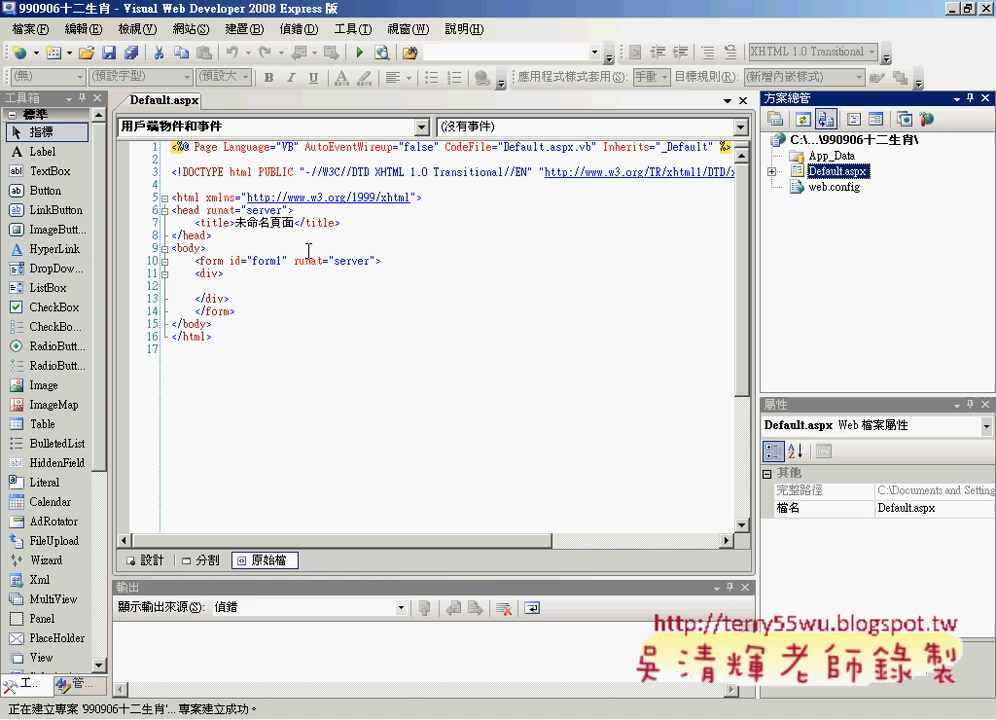 990906十二生肖 - Visual Web Developer 2008 Express 版
檔案(F) 編輯(E) 檢視(V) 網站(S) 建置(B) 偵錯(D) 工具(T) 視窗(W) 說明(H)
XHTML 1.0 Transitional
(無) (預設字型) (預設大 B I U A 應用程式樣式套用(S): 手動 目標規則(R): (新增內嵌樣式)
工具箱
標準
指標
Label
TextBox
Button
LinkButton
ImageButt...
HyperLink
DropDow...
ListBox
CheckBox
CheckBo...
RadioButt...
RadioButt...
Image
ImageMap
Table
BulletedList
HiddenField
Literal
Calendar
AdRotator
FileUpload
Wizard
Xml
MultiView
Panel
PlaceHolder
View
工... 管...
Default.aspx
用戶端物件和事件 (沒有事件)
1 <%@ Page Language="VB" AutoEventWireup="false" CodeFile="Default.aspx.vb" Inherits="_Default" %>
2
3 <!DOCTYPE html PUBLIC "-//W3C//DTD XHTML 1.0 Transitional//EN" "http://www.w3.org/TR/xhtml1/DTD/x
4
5 <html xmlns="http://www.w3.org/1999/xhtml">
6 <head runat="server">
7 <title>未命名頁面</title>
8 </head>
9 <body>
10 <form id="form1" runat="server">
11 <div>
12
13 </div>
14 </form>
15 </body>
16 </html>
17
設計 分割 原始檔
輸出
顯示輸出來源(S): 偵錯
方案總管
C:\...\990906十二生肖\
App_Data
Default.aspx
web.config
屬性
Default.aspx Web 檔案屬性
其他
完整路徑 C:\Documents and Setting
檔名 Default.aspx
http://terry55wu.blogspot.tw
吳清輝老師錄製
正在建立專案 '990906十二生肖'... 專案建立成功。